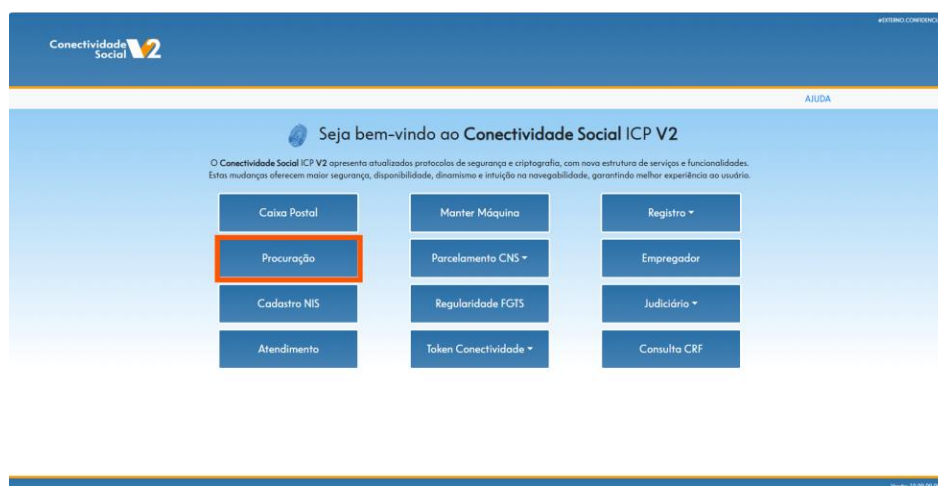 #EXTERNO.CONFIDENCIAL
Conectividade
Social V2
AJUDA
Seja bem-vindo ao Conectividade Social ICP V2
O Conectividade Social ICP V2 apresenta atualizados protocolos de segurança e criptografia, com nova estrutura de serviços e funcionalidades.
Estas mudanças oferecem maior segurança, disponibilidade, dinamismo e intuição na navegabilidade, garantindo melhor experiência ao usuário.
Caixa Postal
Manter Máquina
Registro
Procuração
Parcelamento CNS
Empregador
Cadastro NIS
Regularidade FGTS
Judiciário
Atendimento
Token Conectividade
Consulta CRF